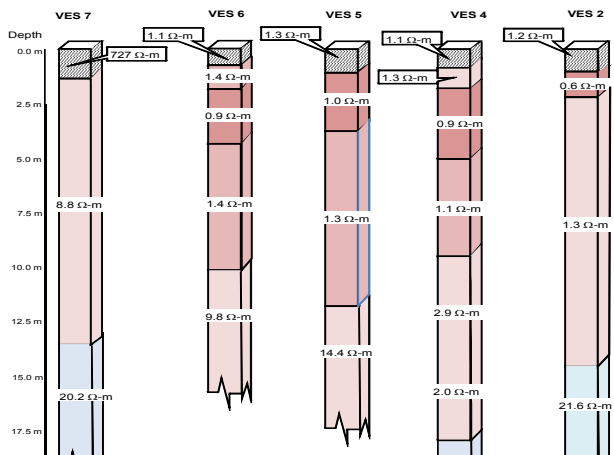 VES 7
VES 6
VES 5
VES 4
VES 2
Depth
0.0 m
2.5 m
5.0 m
7.5 m
10.0 m
12.5 m
15.0 m
17.5 m
727 Ω-m
8.8 Ω-m
20.2 Ω-m
1.1 Ω-m
1.4 Ω-m
0.9 Ω-m
1.4 Ω-m
9.8 Ω-m
1.3 Ω-m
1.0 Ω-m
1.3 Ω-m
14.4 Ω-m
1.1 Ω-m
1.3 Ω-m
0.9 Ω-m
1.1 Ω-m
2.9 Ω-m
2.0 Ω-m
1.2 Ω-m
0.6 Ω-m
1.3 Ω-m
21.6 Ω-m